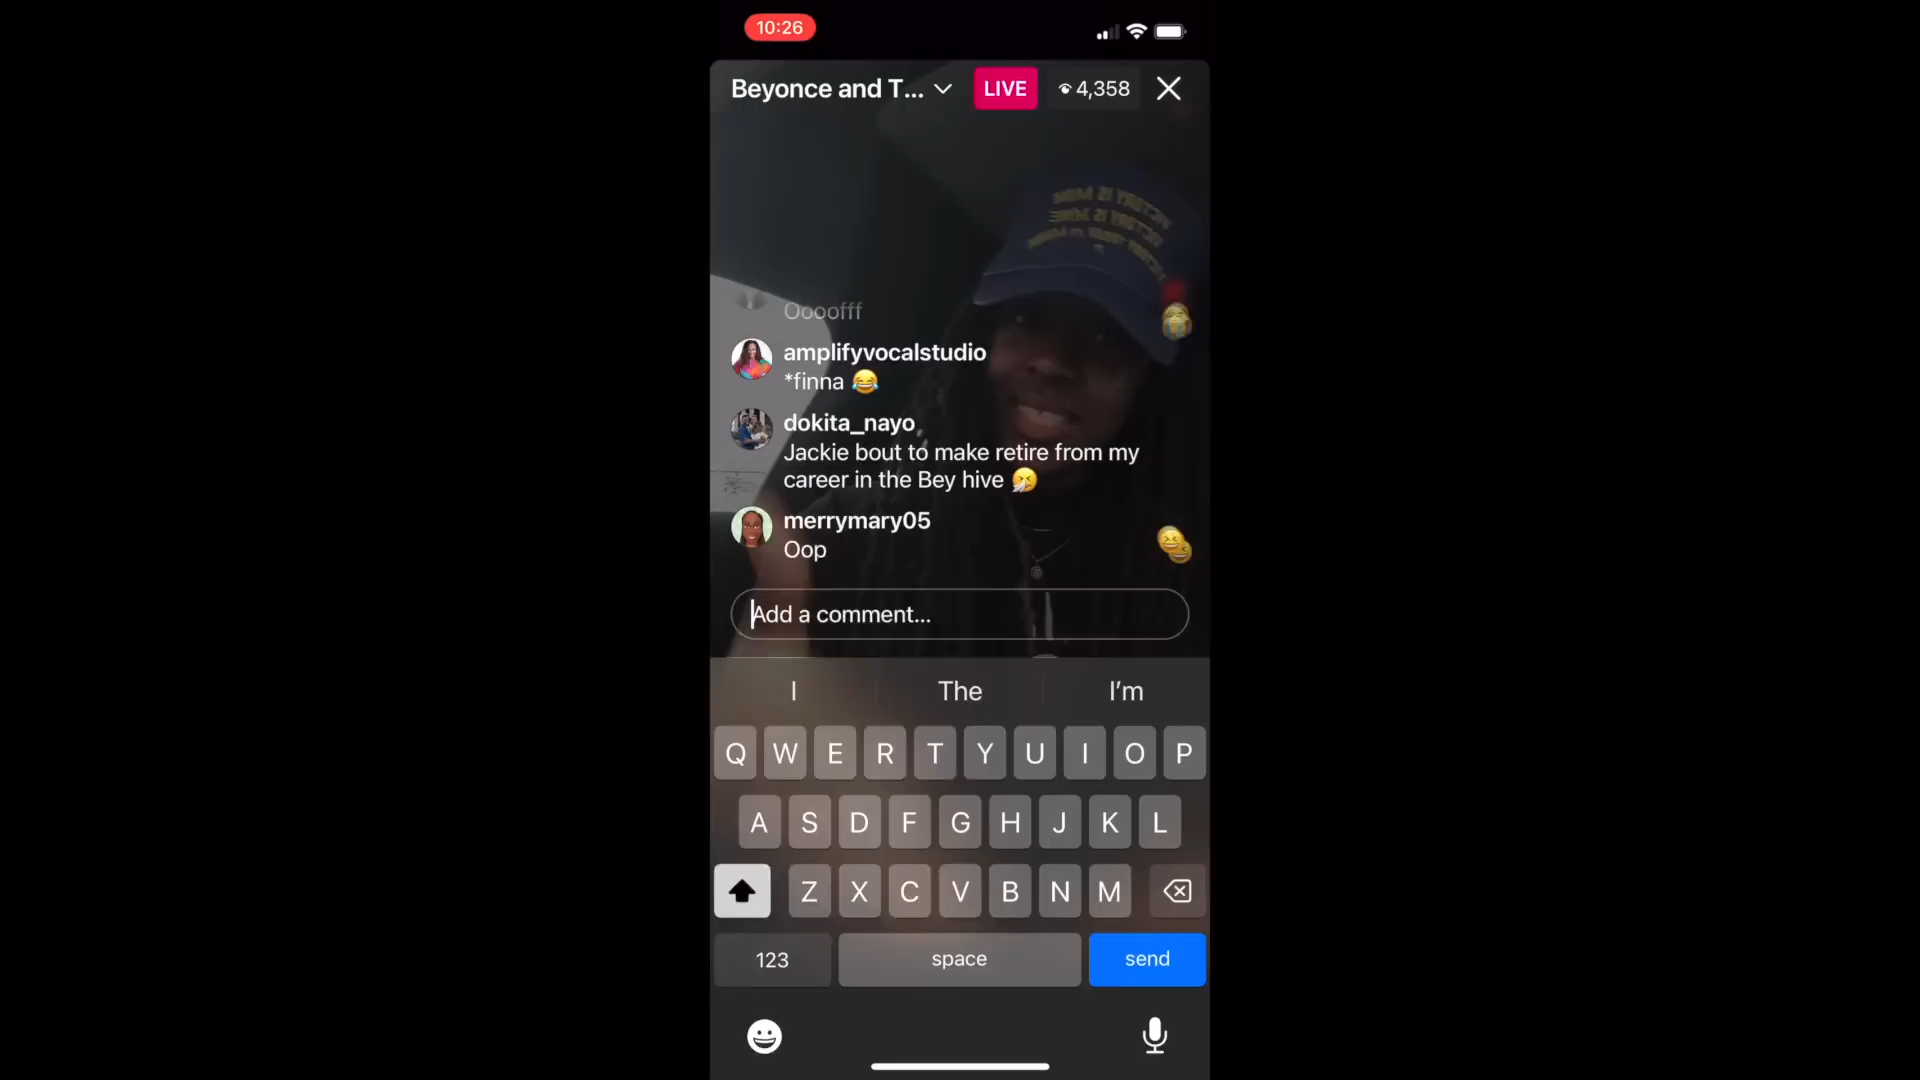 10:26
Beyonce and T...
LIVE
4,358
Oooofff
amplifyvocalstudio
*finna 😂
dokita_nayo
Jackie bout to make retire from my
career in the Bey hive 🤧
merrymary05
Oop
Add a comment...
I The I'm
Q W E R T Y U I O P
A S D F G H J K L
Z X C V B N M
123 space send